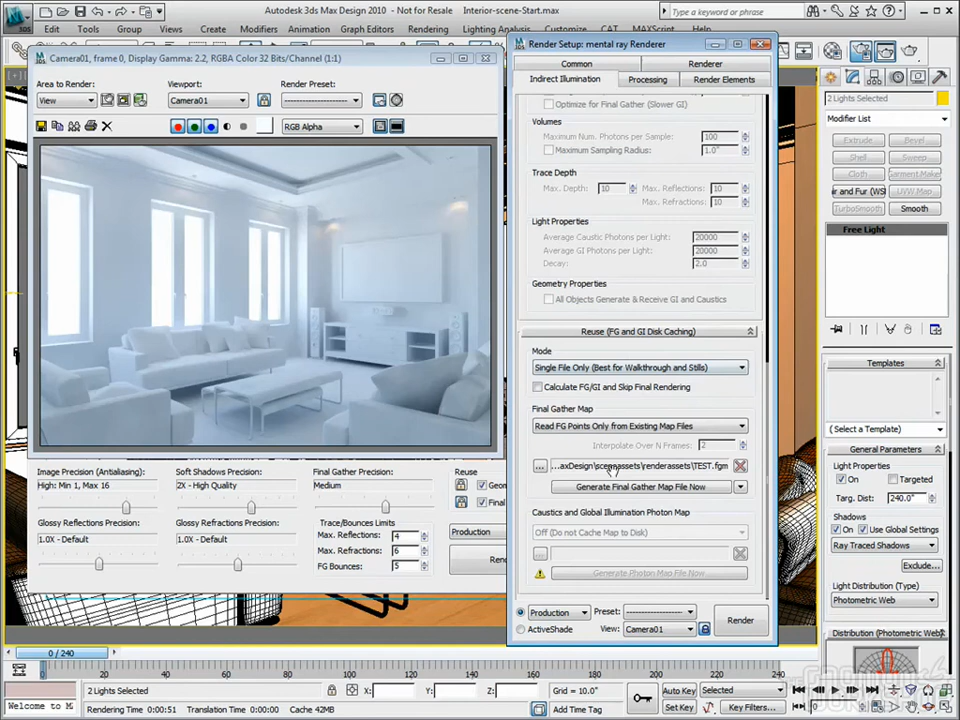 Autodesk 3ds Max Design 2010 - Not for Resale Interior-scene-Start.max
Type a keyword or phrase
Edit Tools Group Views Create Modifiers Animation Graph Editors Rendering Lighting Analysis Customize CAT MAXScript Help
Camera01, frame 0, Display Gamma: 2.2, RGBA Color 32 Bits/Channel (1:1)
Area to Render: Viewport: Render Preset:
View Camera01
RGB Alpha
Image Precision (Antialiasing): Soft Shadows Precision: Final Gather Precision: Reuse
High: Min 1, Max 16 2X - High Quality Medium
Glossy Reflections Precision: Glossy Refractions Precision: Trace/Bounces Limits
1.0X - Default 1.0X - Default
Max. Reflections: 4
Max. Refractions: 6
FG Bounces: 5
Production
Render Setup: mental ray Renderer
Common Renderer
Indirect Illumination Processing Render Elements
Optimize for Final Gather (Slower GI)
Volumes
Maximum Num. Photons per Sample: 100
Maximum Sampling Radius: 1.0"
Trace Depth
Max. Depth: 10 Max. Reflections: 10
Max. Refractions: 10
Light Properties
Average Caustic Photons per Light: 20000
Average GI Photons per Light: 20000
Decay: 2.0
Geometry Properties
All Objects Generate & Receive GI and Caustics
Reuse (FG and GI Disk Caching)
Mode
Single File Only (Best for Walkthrough and Stills)
Calculate FG/GI and Skip Final Rendering
Final Gather Map
Read FG Points Only from Existing Map Files
Interpolate Over N Frames: 2
... ...axDesign\sceneassets\renderassets\TEST.fgm
Generate Final Gather Map File Now
Caustics and Global Illumination Photon Map
Off (Do not Cache Map to Disk)
...
Generate Photon Map File Now
Production Preset:
ActiveShade View: Camera01
Render
2 Lights Selected
Modifier List
Extrude Bevel
Shell Sweep
Cloth Garment Make
ir and Fur (WS UVW Map
TurboSmooth Smooth
Free Light
Templates
(Select a Template)
General Parameters
Light Properties
On Targeted
Targ. Dist: 240.0"
Shadows
On Use Global Settings
Ray Traced Shadows
Exclude...
Light Distribution (Type)
Photometric Web
Distribution (Photometric Web)
0 / 240
0 20 40 60 80 100 120 140 160 180 200 220 240
2 Lights Selected X: Y: Z: Grid = 10.0" Auto Key Selected
Welcome to M Rendering Time: 0:00:51 Translation Time: 0:00:00 Cache 42MB Add Time Tag Set Key Key Filters... 0